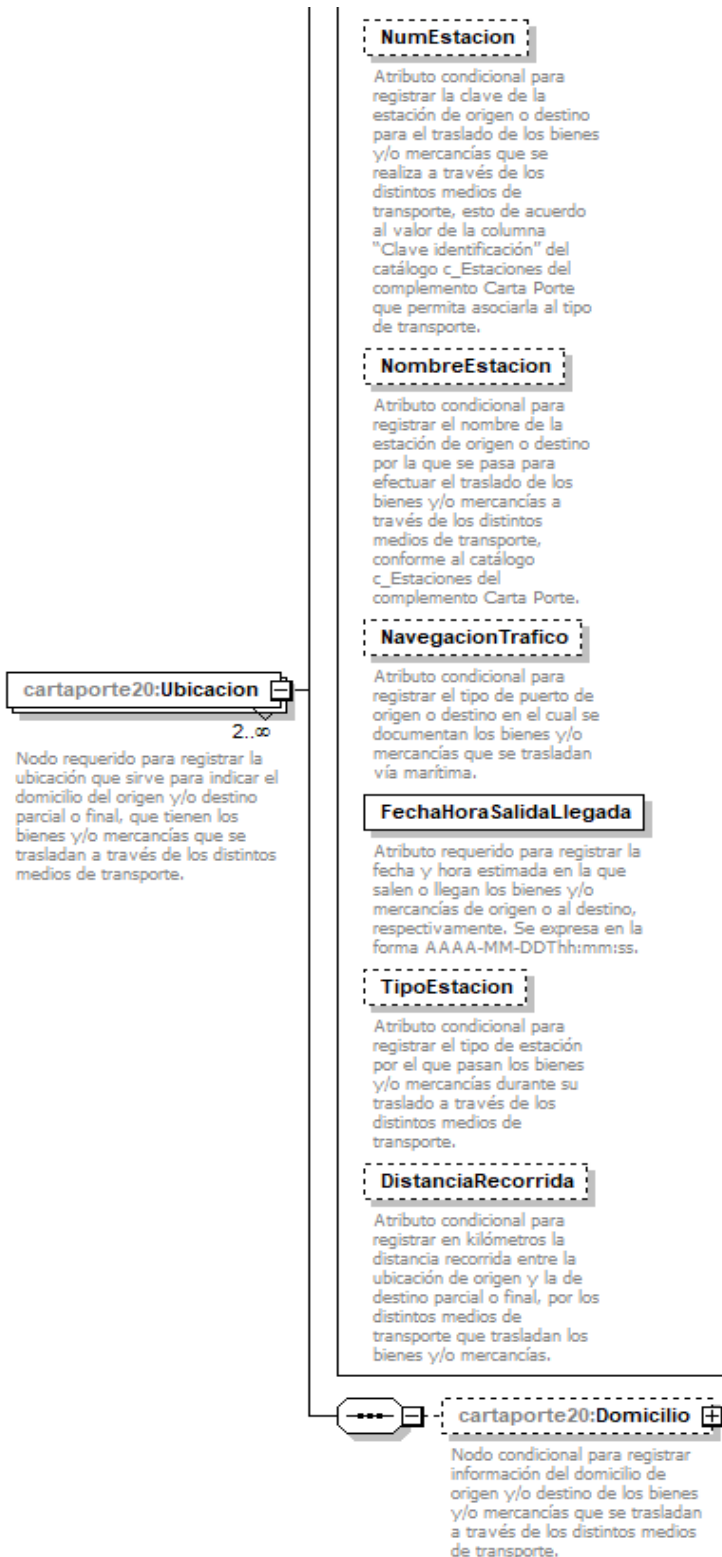 NumEstacion
Atributo condicional para
registrar la clave de la
estación de origen o destino
para el traslado de los bienes
y/o mercancías que se
realiza a través de los
distintos medios de
transporte, esto de acuerdo
al valor de la columna
“Clave identificación” del
catálogo c_Estaciones del
complemento Carta Porte
que permita asociarla al tipo
de transporte.
NombreEstacion
Atributo condicional para
registrar el nombre de la
estación de origen o destino
por la que se pasa para
efectuar el traslado de los
bienes y/o mercancías a
través de los distintos
medios de transporte,
conforme al catálogo
c_Estaciones del
complemento Carta Porte.
NavegacionTrafico
Atributo condicional para
registrar el tipo de puerto de
origen o destino en el cual se
documentan los bienes y/o
mercancías que se trasladan
vía marítima.
cartaporte20:Ubicacion
2..∞
Nodo requerido para registrar la
ubicación que sirve para indicar el
domicilio del origen y/o destino
parcial o final, que tienen los
bienes y/o mercancías que se
trasladan a través de los distintos
medios de transporte.
FechaHoraSalidaLlegada
Atributo requerido para registrar la
fecha y hora estimada en la que
salen o llegan los bienes y/o
mercancías de origen o al destino,
respectivamente. Se expresa en la
forma AAAA-MM-DDThh:mm:ss.
TipoEstacion
Atributo condicional para
registrar el tipo de estación
por el que pasan los bienes
y/o mercancías durante su
traslado a través de los
distintos medios de
transporte.
DistanciaRecorrida
Atributo condicional para
registrar en kilómetros la
distancia recorrida entre la
ubicación de origen y la de
destino parcial o final, por los
distintos medios de
transporte que trasladan los
bienes y/o mercancías.
cartaporte20:Domicilio
Nodo condicional para registrar
información del domicilio de
origen y/o destino de los bienes
y/o mercancías que se trasladan
a través de los distintos medios
de transporte.